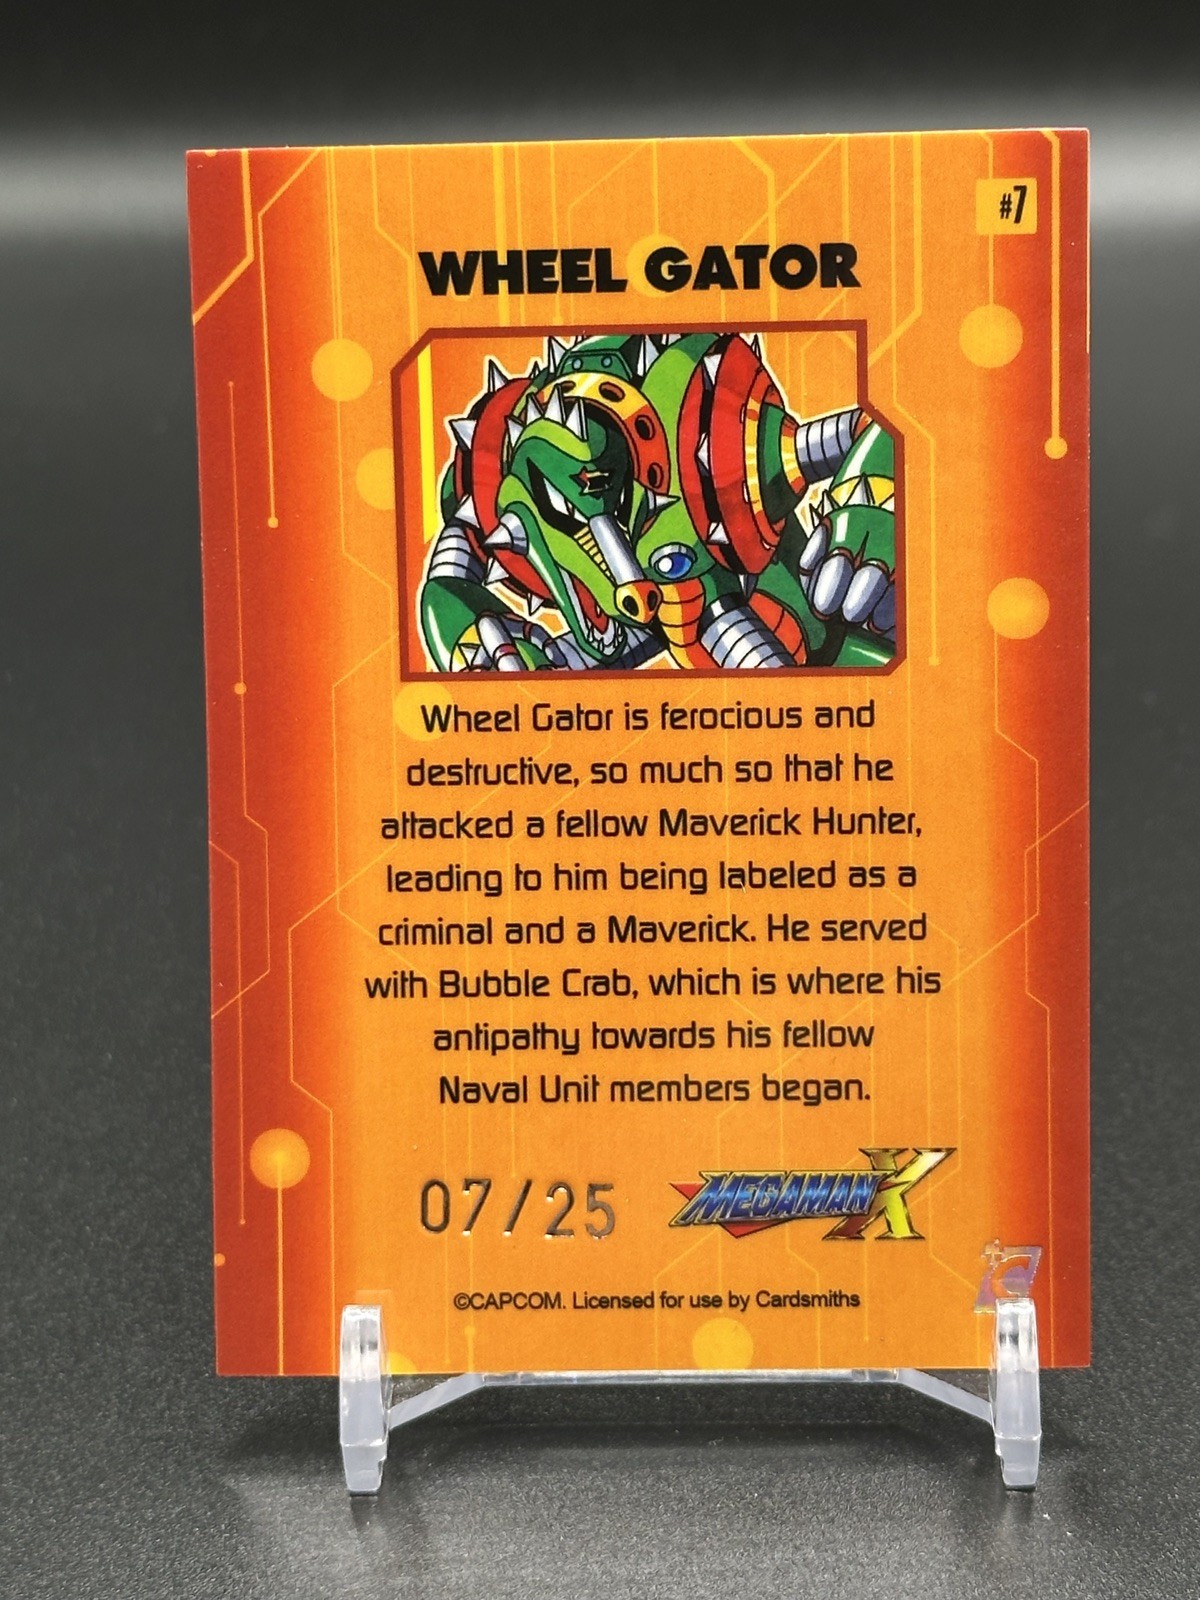 #7
WHEEL GATOR
Wheel Gator is ferocious and
destructive, so much so that he
attacked a fellow Maverick Hunter,
leading to him being labeled as a
criminal and a Maverick. He served
with Bubble Crab, which is where his
antipathy towards his fellow
Naval Unit members began.
07/25
MEGAMAN X
©CAPCOM. Licensed for use by Cardsmiths